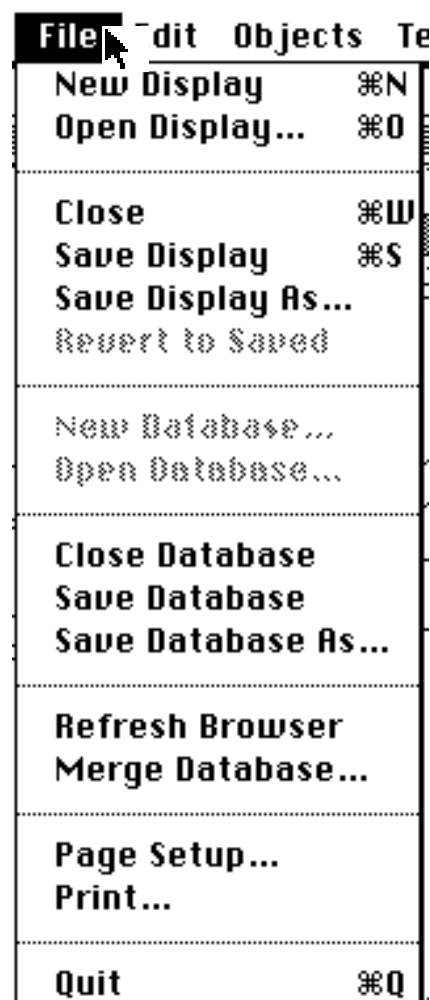 File Edit Objects Te
New Display ⌘N
Open Display... ⌘O
Close ⌘W
Save Display ⌘S
Save Display As...
Revert to Saved
New Database...
Open Database...
Close Database
Save Database
Save Database As...
Refresh Browser
Merge Database...
Page Setup...
Print...
Quit ⌘Q